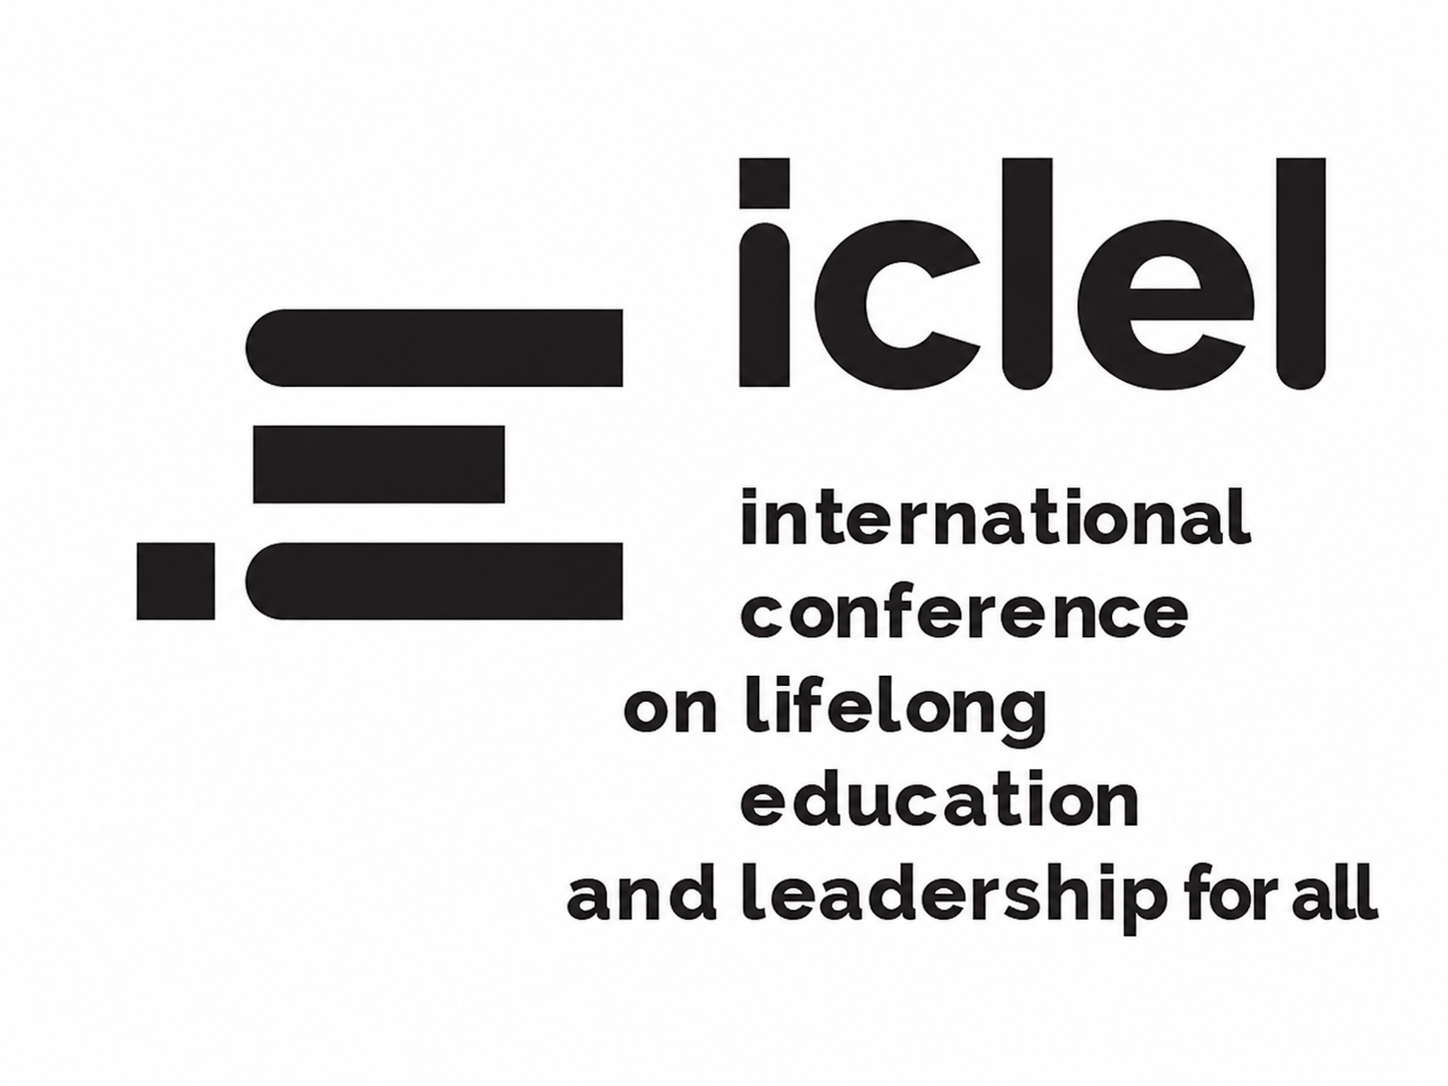 iclel
international
conference
on lifelong
education
and leadership for all